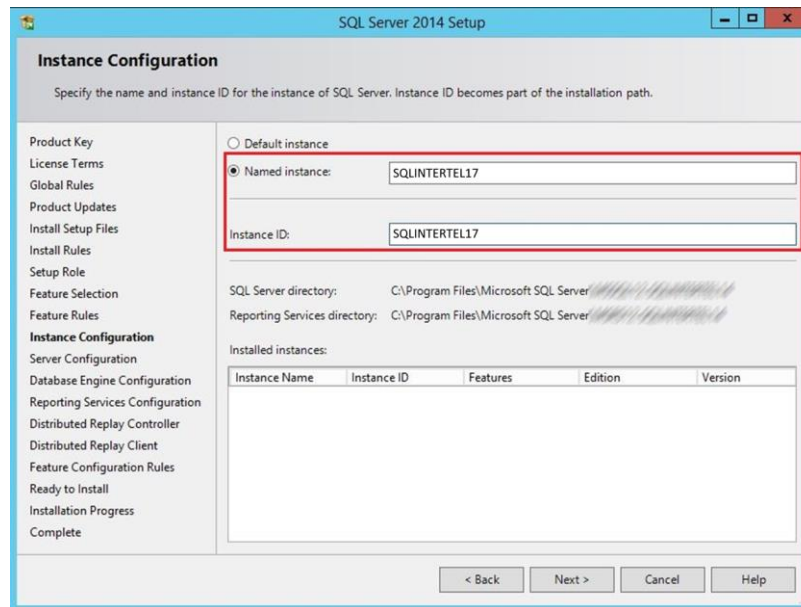 SQL Server 2014 Setup
Instance Configuration
Specify the name and instance ID for the instance of SQL Server. Instance ID becomes part of the installation path.
Product Key
License Terms
Global Rules
Product Updates
Install Setup Files
Install Rules
Setup Role
Feature Selection
Feature Rules
Instance Configuration
Server Configuration
Database Engine Configuration
Reporting Services Configuration
Distributed Replay Controller
Distributed Replay Client
Feature Configuration Rules
Ready to Install
Installation Progress
Complete
Default instance
Named instance: SQLINTERTEL17
Instance ID: SQLINTERTEL17
SQL Server directory: C:\Program Files\Microsoft SQL Server
Reporting Services directory: C:\Program Files\Microsoft SQL Server
Installed instances:
Instance Name Instance ID Features Edition Version
< Back Next > Cancel Help